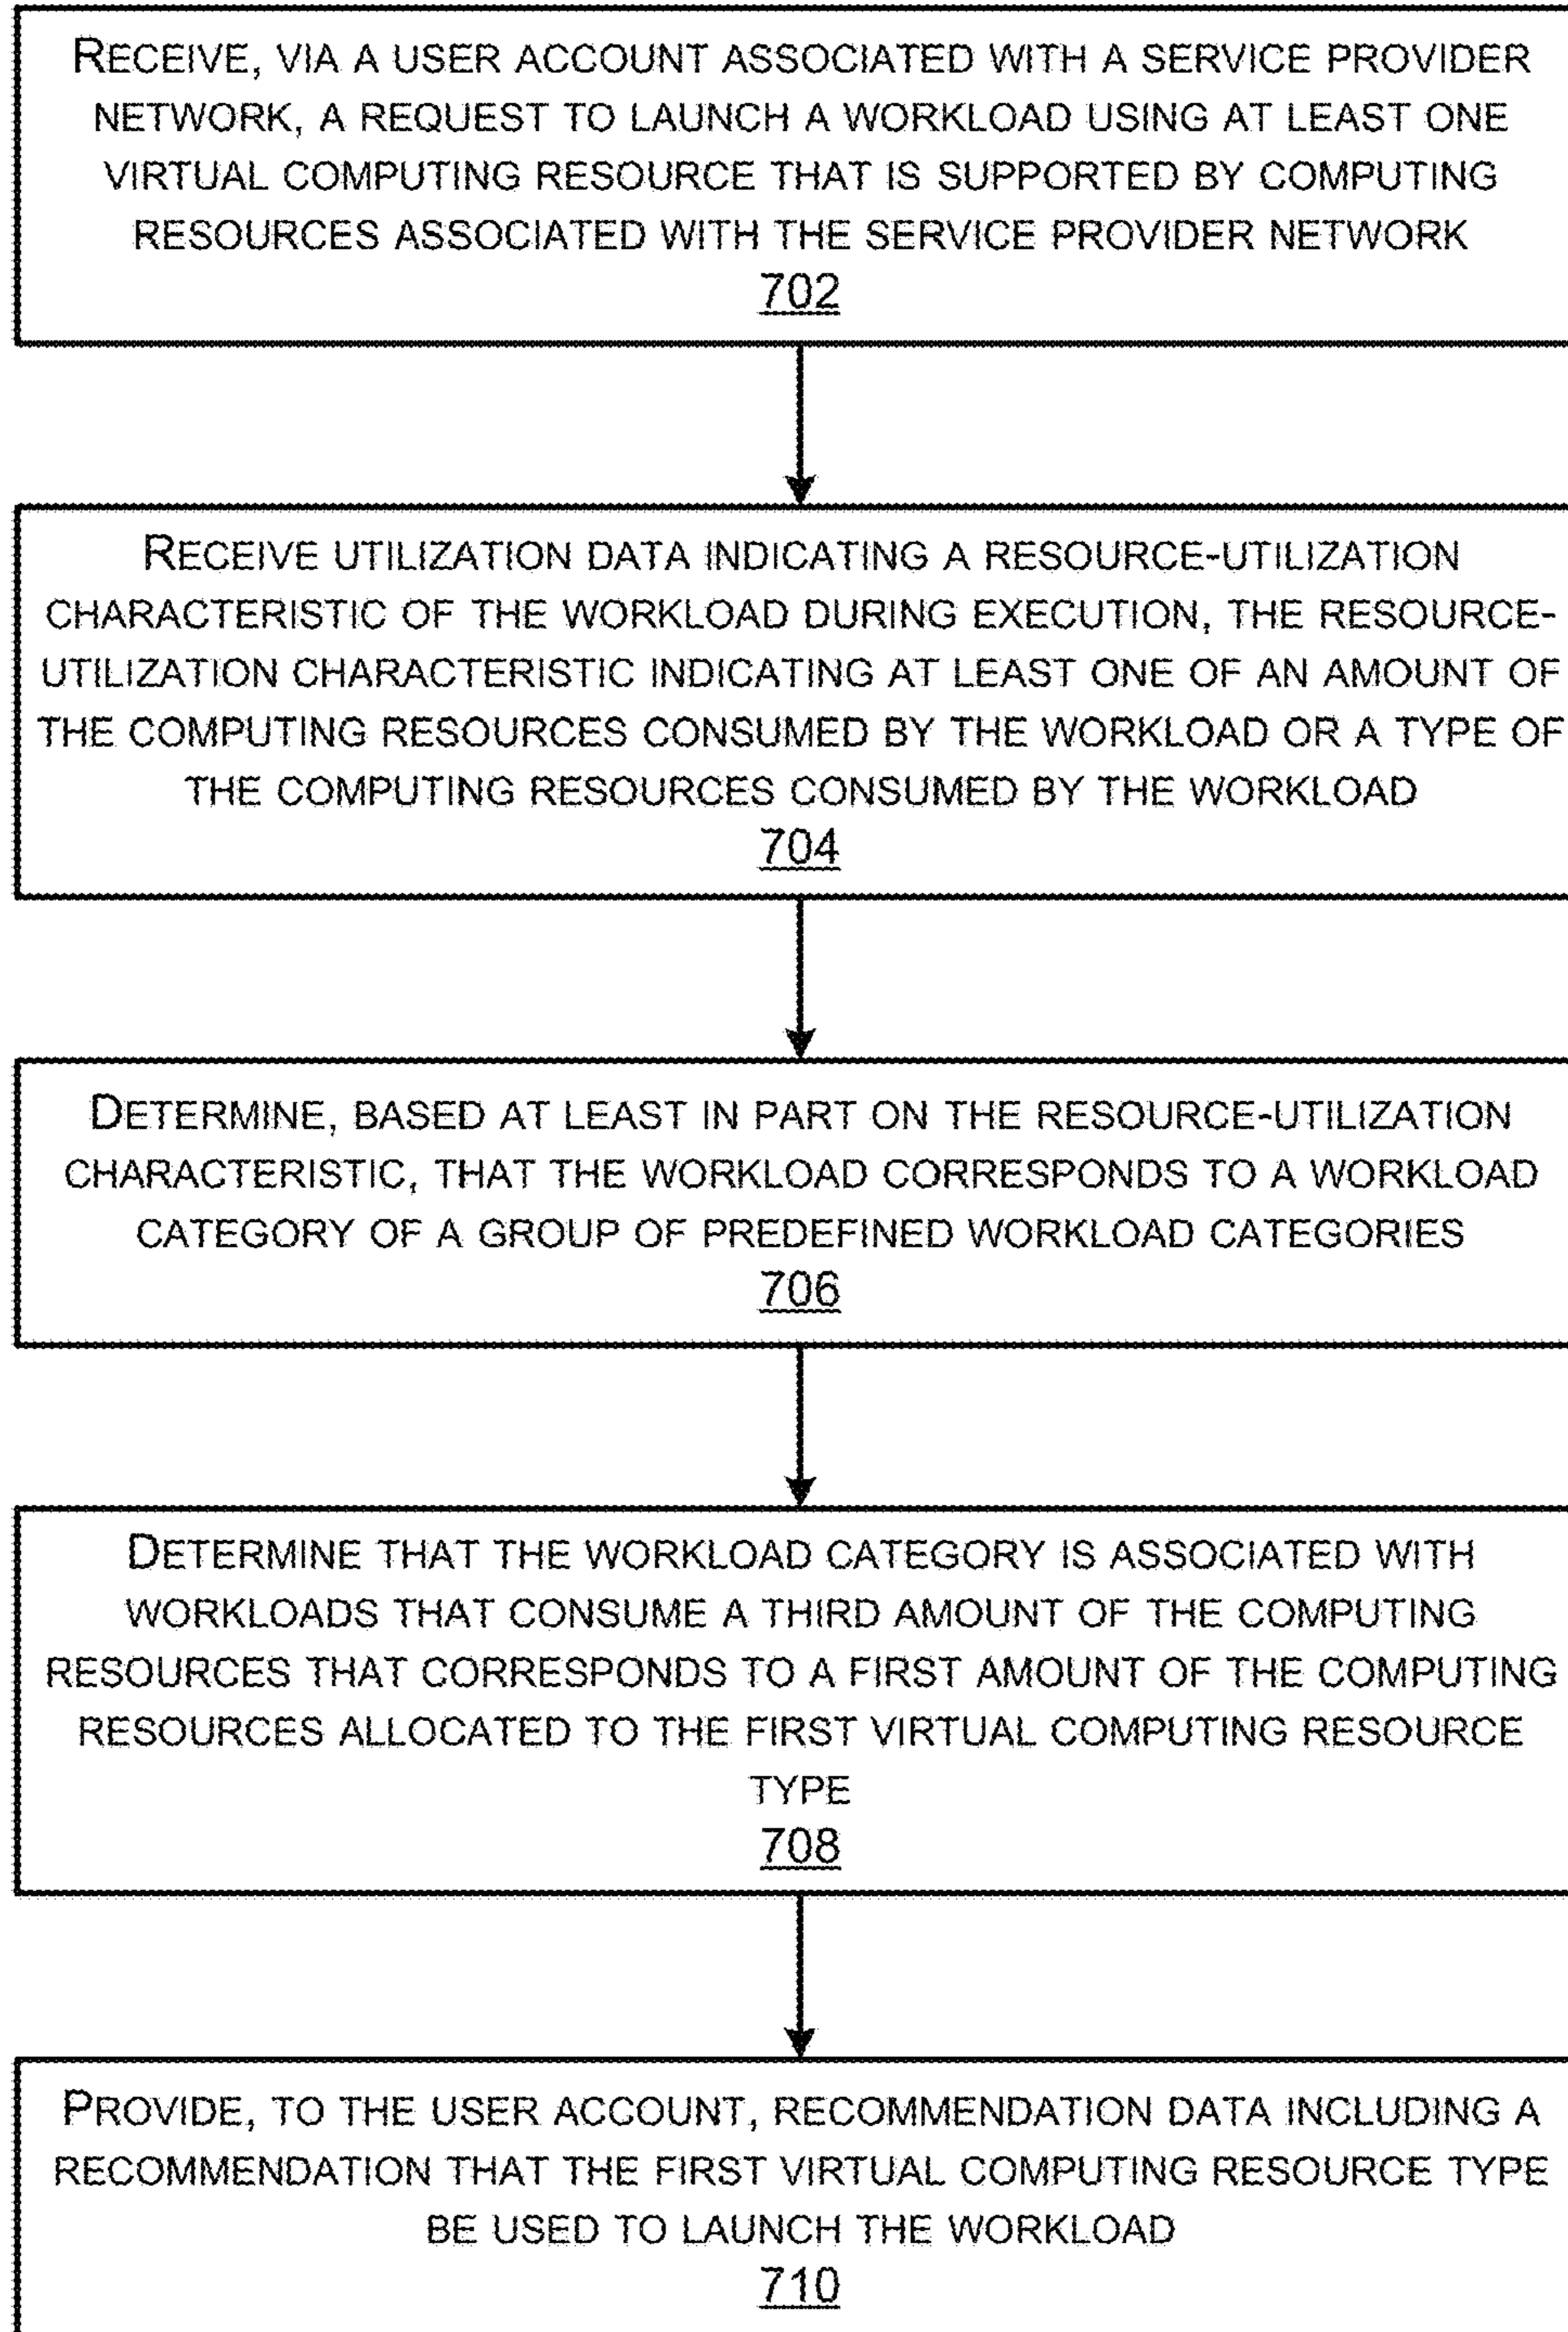 RECEIVE, VIA A USER ACCOUNT ASSOCIATED WITH A SERVICE PROVIDER
NETWORK, A REQUEST TO LAUNCH A WORKLOAD USING AT LEAST ONE
VIRTUAL COMPUTING RESOURCE THAT IS SUPPORTED BY COMPUTING
RESOURCES ASSOCIATED WITH THE SERVICE PROVIDER NETWORK
702
RECEIVE UTILIZATION DATA INDICATING A RESOURCE-UTILIZATION
CHARACTERISTIC OF THE WORKLOAD DURING EXECUTION, THE RESOURCE-
UTILIZATION CHARACTERISTIC INDICATING AT LEAST ONE OF AN AMOUNT OF
THE COMPUTING RESOURCES CONSUMED BY THE WORKLOAD OR A TYPE OF
THE COMPUTING RESOURCES CONSUMED BY THE WORKLOAD
704
DETERMINE, BASED AT LEAST IN PART ON THE RESOURCE-UTILIZATION
CHARACTERISTIC, THAT THE WORKLOAD CORRESPONDS TO A WORKLOAD
CATEGORY OF A GROUP OF PREDEFINED WORKLOAD CATEGORIES
706
DETERMINE THAT THE WORKLOAD CATEGORY IS ASSOCIATED WITH
WORKLOADS THAT CONSUME A THIRD AMOUNT OF THE COMPUTING
RESOURCES THAT CORRESPONDS TO A FIRST AMOUNT OF THE COMPUTING
RESOURCES ALLOCATED TO THE FIRST VIRTUAL COMPUTING RESOURCE
TYPE
708
PROVIDE, TO THE USER ACCOUNT, RECOMMENDATION DATA INCLUDING A
RECOMMENDATION THAT THE FIRST VIRTUAL COMPUTING RESOURCE TYPE
BE USED TO LAUNCH THE WORKLOAD
710